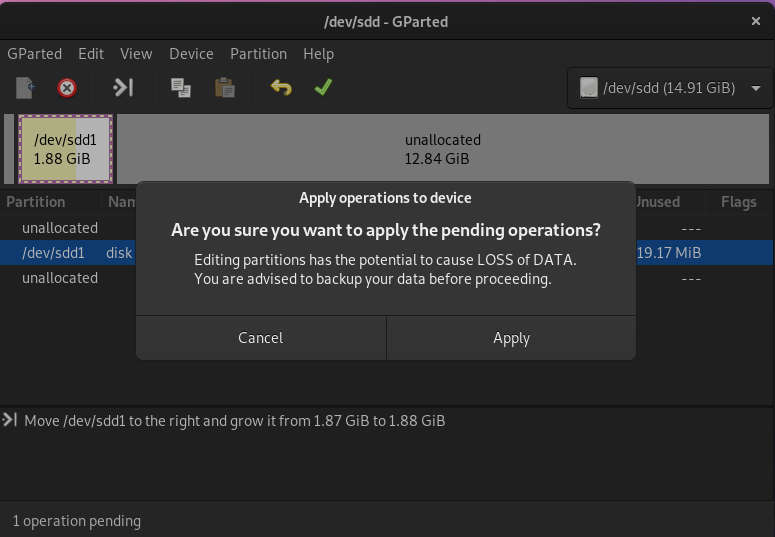 /dev/sdd - GParted
GParted Edit View Device Partition Help
/dev/sdd (14.91 GiB)
/dev/sdd1
1.88 GiB
unallocated
12.84 GiB
Partition Unused Flags
unallocated ---
/dev/sdd1 disk 19.17 MiB
unallocated ---
Apply operations to device
Are you sure you want to apply the pending operations?
Editing partitions has the potential to cause LOSS of DATA.
You are advised to backup your data before proceeding.
Cancel Apply
Move /dev/sdd1 to the right and grow it from 1.87 GiB to 1.88 GiB
1 operation pending